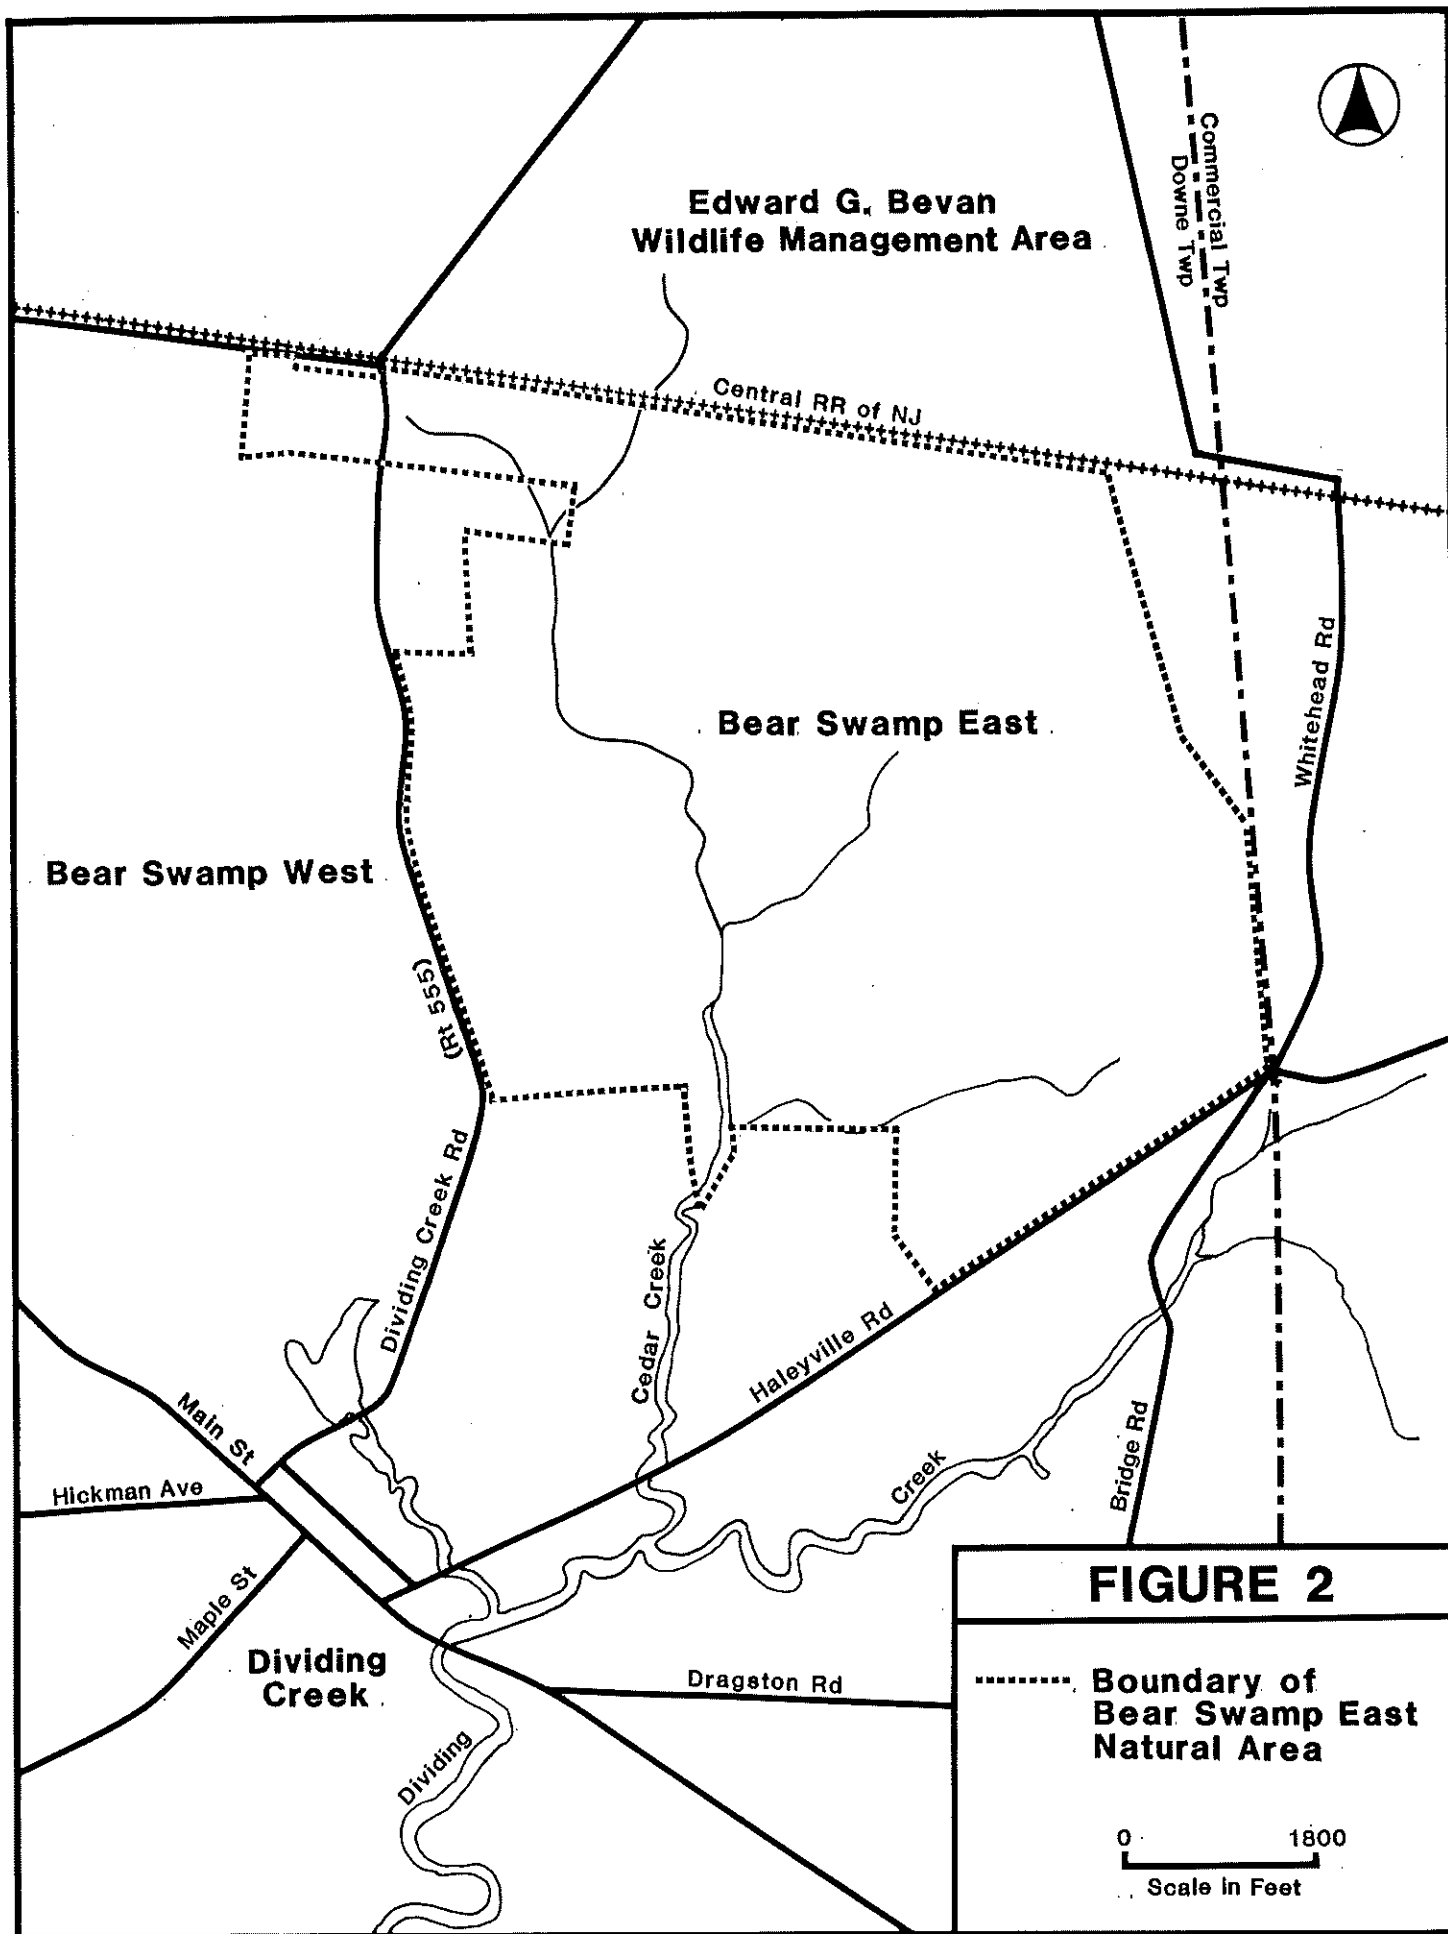 Commercial Twp
Downe Twp
Edward G. Bevan
Wildlife Management Area
Central RR of NJ
Whitehead Rd
Bear Swamp East
Bear Swamp West
(Rt 555)
Dividing Creek Rd
Cedar Creek
Haleyville Rd
Main St
Hickman Ave
Creek
Bridge Rd
Maple St
Dividing
Creek
Dragston Rd
Dividing
FIGURE 2
Boundary of
Bear Swamp East
Natural Area
0 1800
Scale in Feet